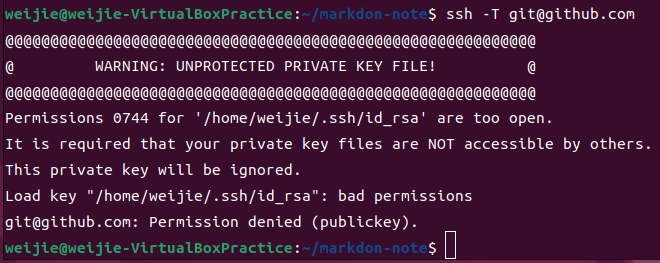 weijie@weijie-VirtualBoxPractice:~/markdon-note$ ssh -T git@github.com
@@@@@@@@@@@@@@@@@@@@@@@@@@@@@@@@@@@@@@@@@@@@@@@@@@@@@@@@@@@
@         WARNING: UNPROTECTED PRIVATE KEY FILE!          @
@@@@@@@@@@@@@@@@@@@@@@@@@@@@@@@@@@@@@@@@@@@@@@@@@@@@@@@@@@@
Permissions 0744 for '/home/weijie/.ssh/id_rsa' are too open.
It is required that your private key files are NOT accessible by others.
This private key will be ignored.
Load key "/home/weijie/.ssh/id_rsa": bad permissions
git@github.com: Permission denied (publickey).
weijie@weijie-VirtualBoxPractice:~/markdon-note$